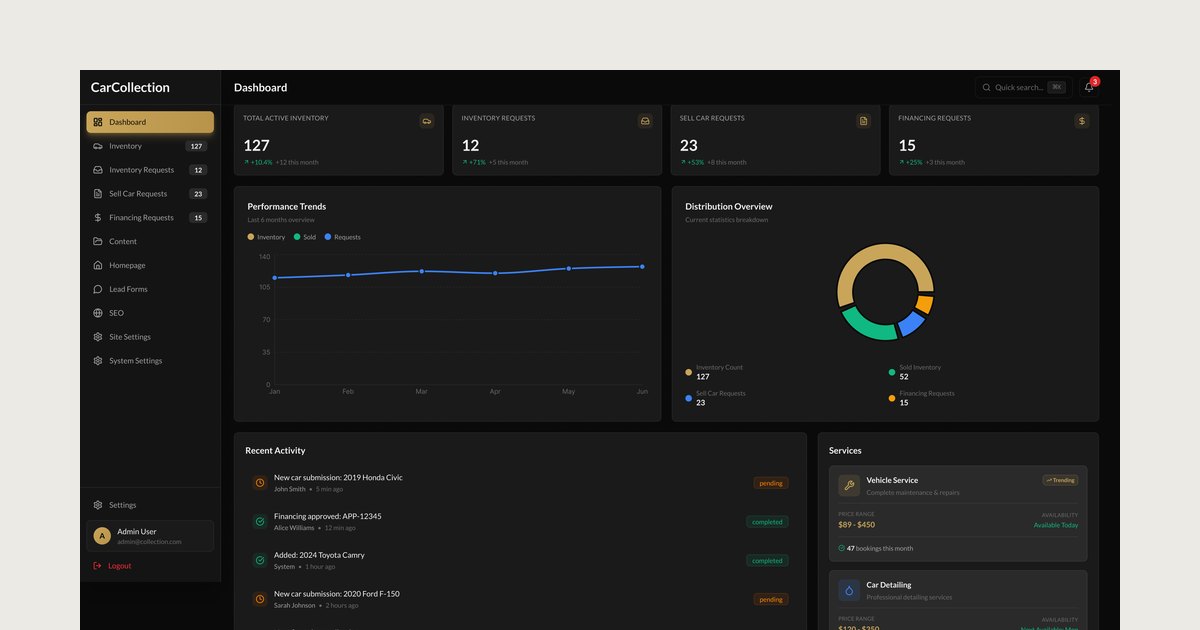 CarCollection
Dashboard
Inventory 127
Inventory Requests 12
Sell Car Requests 23
Financing Requests 15
Content
Homepage
Lead Forms
SEO
Site Settings
System Settings
Settings
A
Admin User
admin@collection.com
Logout
Dashboard
Quick search... ⌘K
3
TOTAL ACTIVE INVENTORY
127
+10.4% +12 this month
INVENTORY REQUESTS
12
+71% +5 this month
SELL CAR REQUESTS
23
+53% +8 this month
FINANCING REQUESTS
15
+25% +3 this month
Performance Trends
Last 6 months overview
Inventory Sold Requests
140
105
70
35
0
Jan Feb Mar Apr May Jun
Distribution Overview
Current statistics breakdown
Inventory Count
127
Sold Inventory
52
Sell Car Requests
23
Financing Requests
15
Recent Activity
New car submission: 2019 Honda Civic
John Smith • 5 min ago
pending
Financing approved: APP-12345
Alice Williams • 12 min ago
completed
Added: 2024 Toyota Camry
System • 1 hour ago
completed
New car submission: 2020 Ford F-150
Sarah Johnson • 2 hours ago
pending
Services
Vehicle Service
Trending
Complete maintenance & repairs
PRICE RANGE
$89 - $450
AVAILABILITY
Available Today
47 bookings this month
Car Detailing
Professional detailing services
PRICE RANGE
$120 - $350
AVAILABILITY